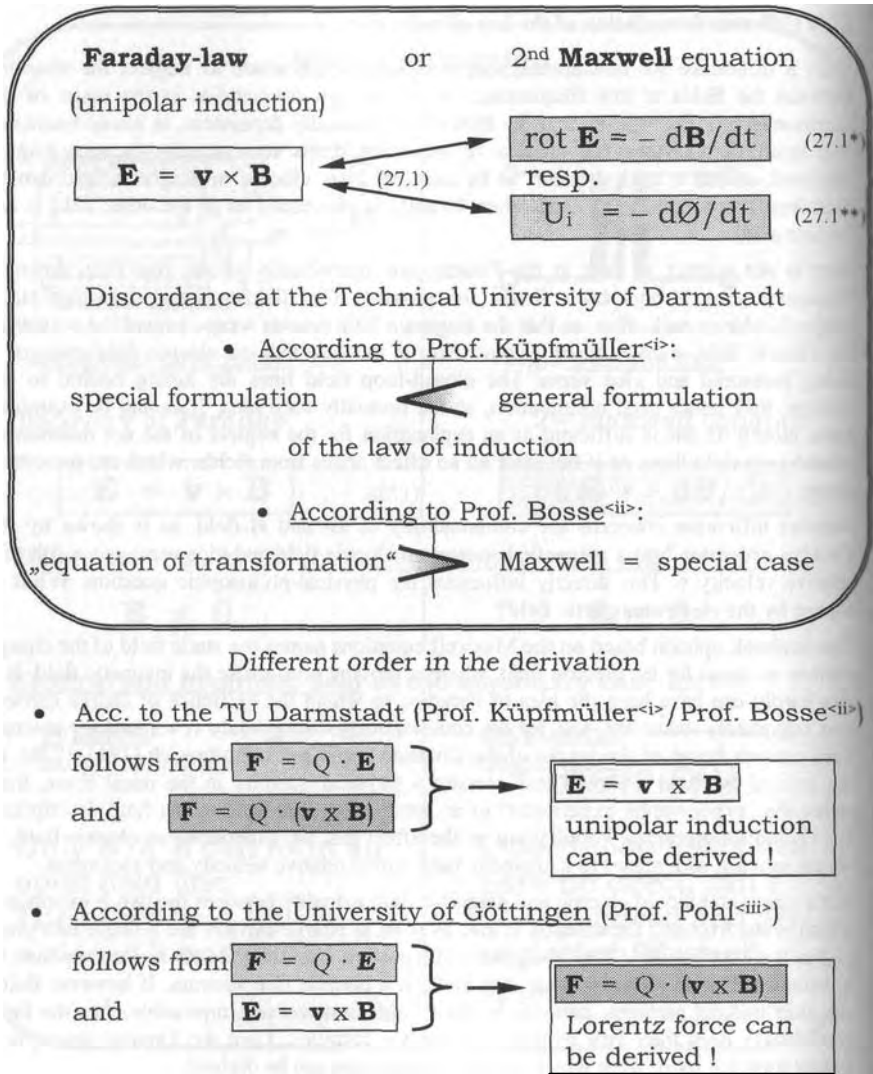 Faraday-law or 2nd Maxwell equation
(unipolar induction)
rot E = – dB/dt (27.1*)
E = v × B (27.1) resp.
Ui = – dØ/dt (27.1**)
Discordance at the Technical University of Darmstadt
• According to Prof. Küpfmüller<i>:
special formulation general formulation
of the law of induction
• According to Prof. Bosse<ii>:
„equation of transformation“ Maxwell special case
Different order in the derivation
• Acc. to the TU Darmstadt (Prof. Küpfmüller<i>/Prof. Bosse<ii>)
follows from F = Q · E
E = v x B
and F = Q · (v x B)
unipolar induction
can be derived !
• According to the University of Göttingen (Prof. Pohl<iii>)
follows from F = Q · E
F = Q · (v x B)
and E = v x B
Lorentz force can
be derived !